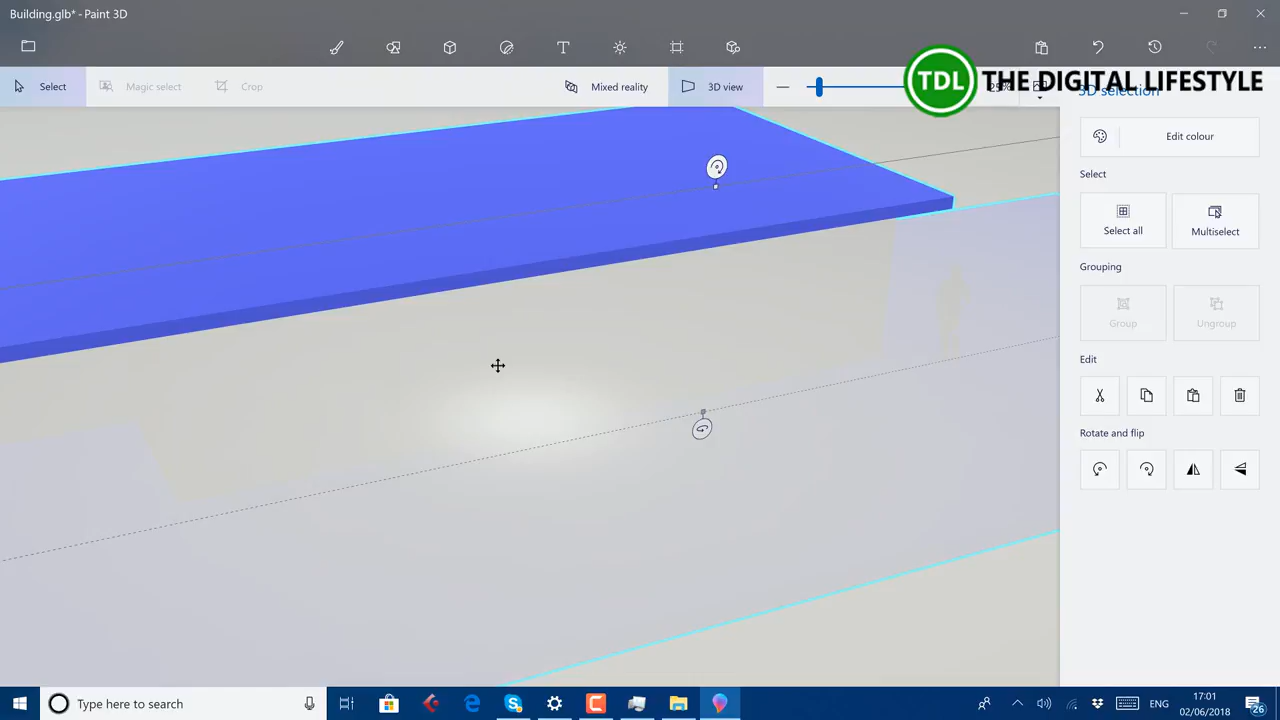 Building.glb* - Paint 3D
Select
Magic select
Crop
Mixed reality
3D view
TDL THE DIGITAL LIFESTYLE
3D selection
Edit colour
Select
Select all
Multiselect
Grouping
Group
Ungroup
Edit
Rotate and flip
Type here to search
ENG
17:01
02/06/2018
26